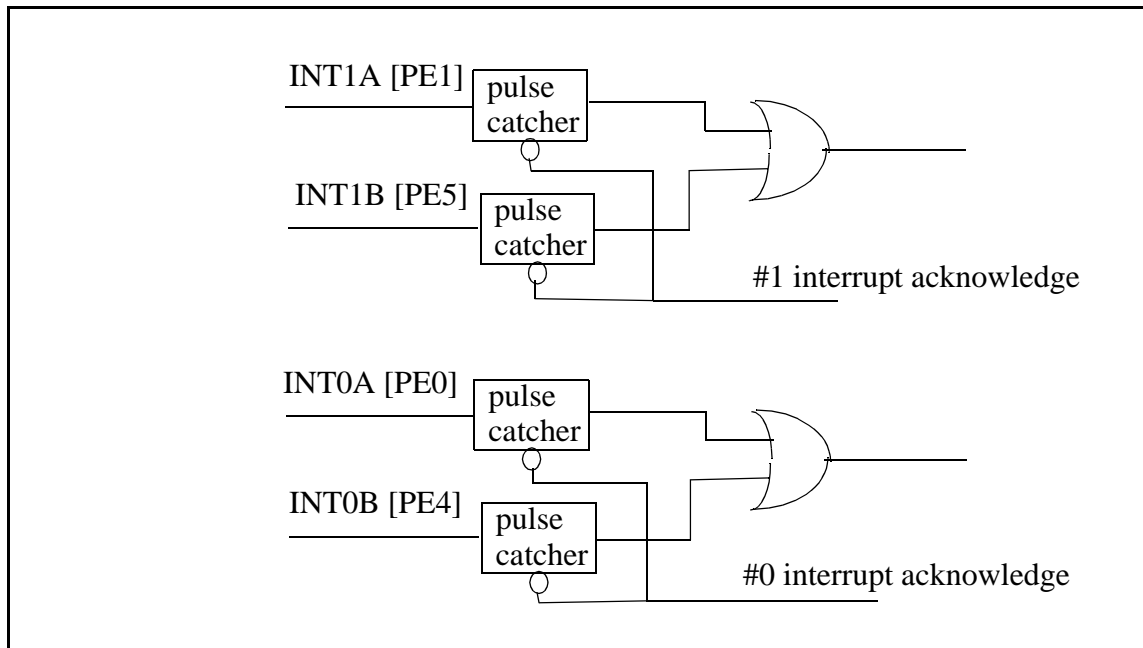 INT1A [PE1]
pulse
catcher
INT1B [PE5]
pulse
catcher
#1 interrupt acknowledge
INT0A [PE0]
pulse
catcher
INT0B [PE4]
pulse
catcher
#0 interrupt acknowledge